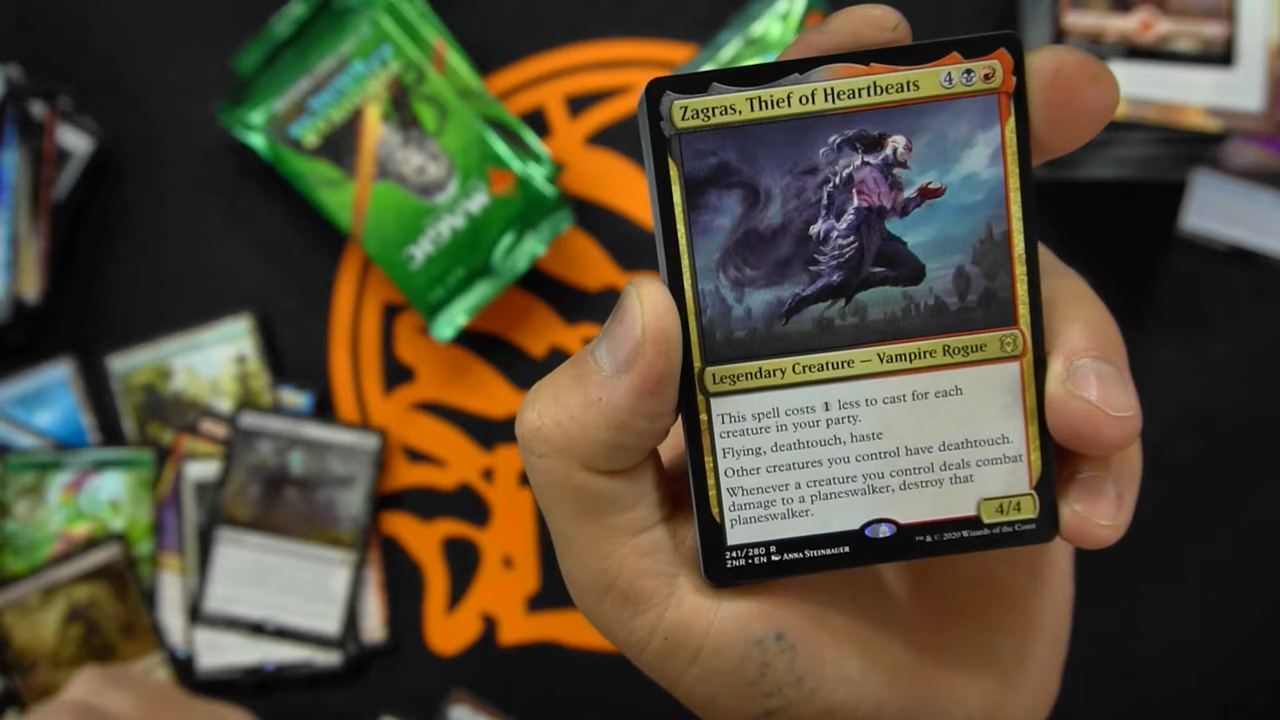 MAGIC
Zagras, Thief of Heartbeats 4
Legendary Creature — Vampire Rogue
This spell costs 1 less to cast for each
creature in your party.
Flying, deathtouch, haste
Other creatures you control have deathtouch.
Whenever a creature you control deals combat
damage to a planeswalker, destroy that
planeswalker.
4/4
241/280 R
ZNR • EN Anna Steinbauer
™ & © 2020 Wizards of the Coast